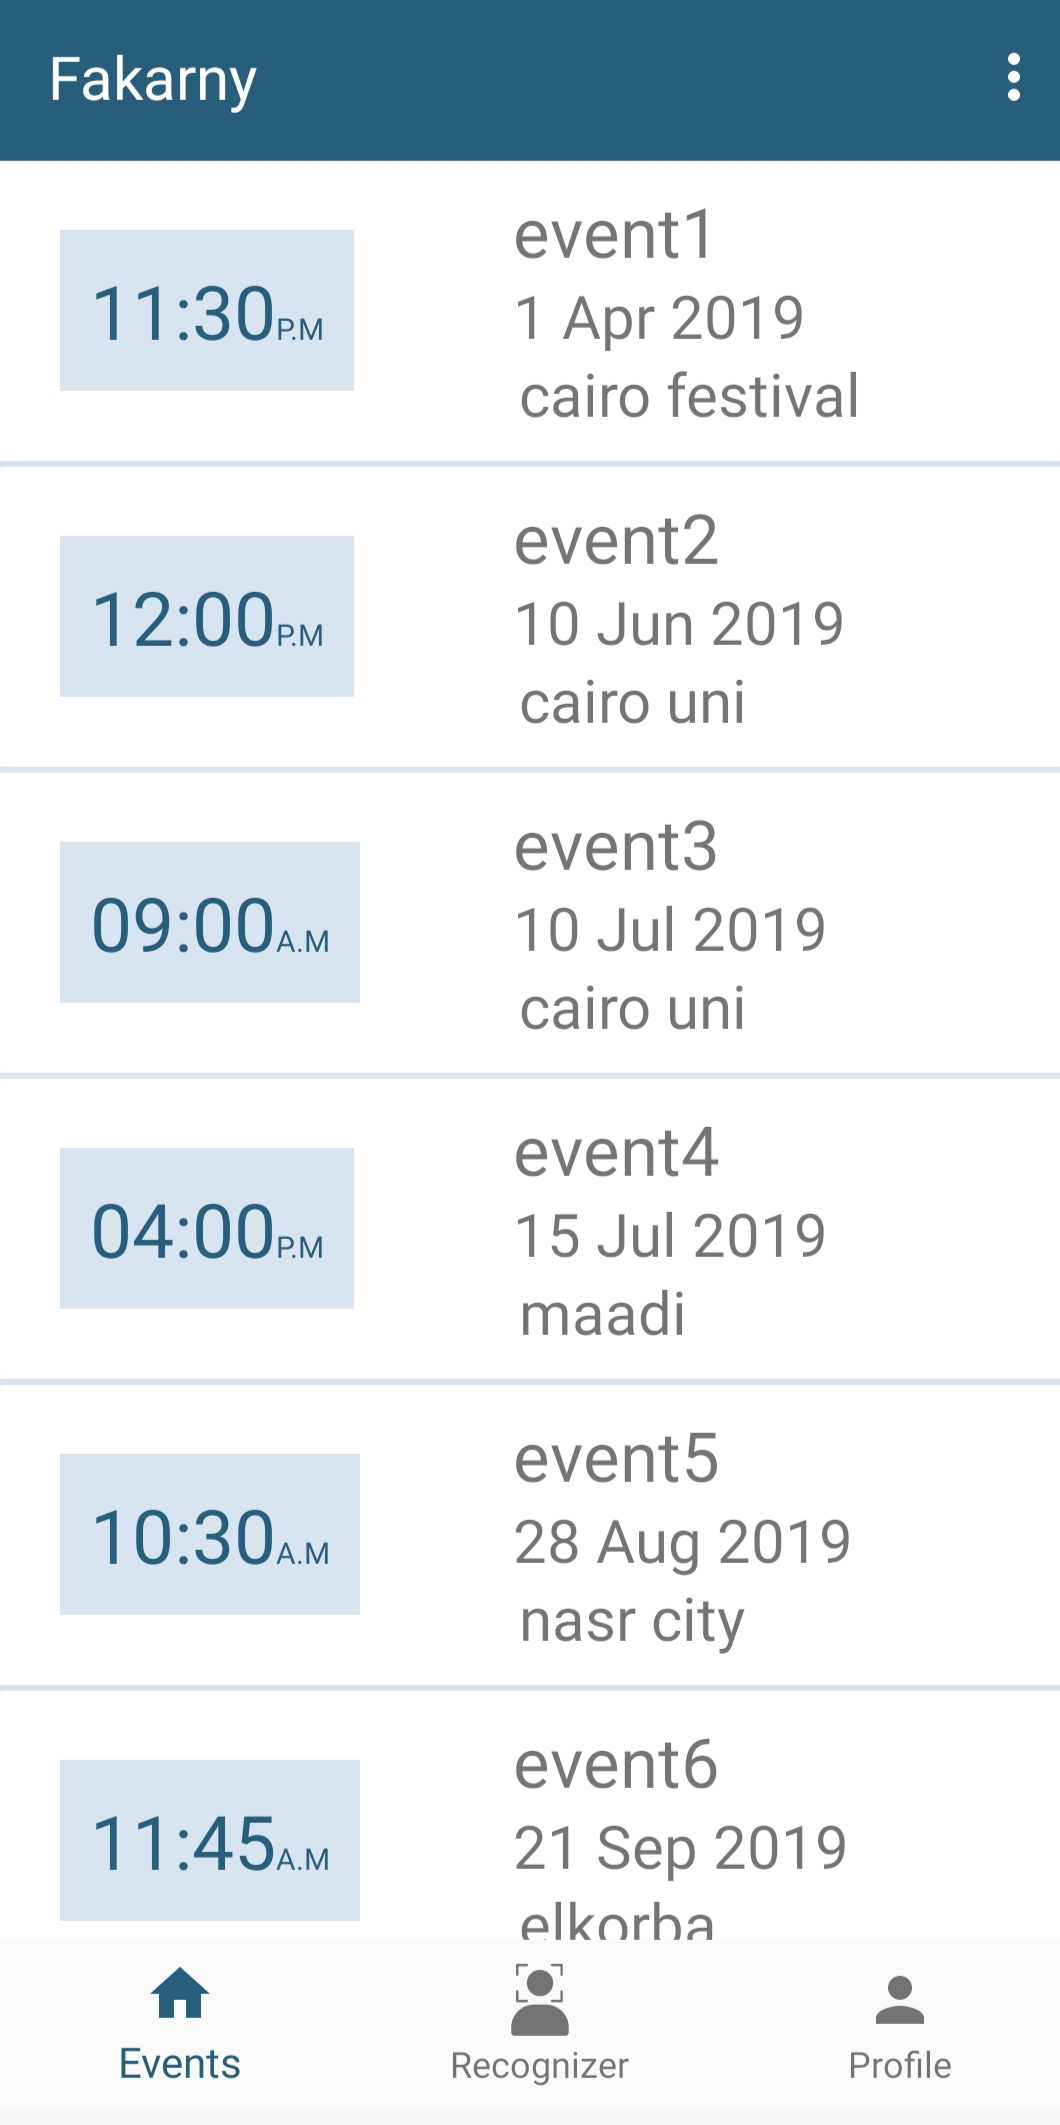 Fakarny
11:30P.M
event1
1 Apr 2019
cairo festival
12:00P.M
event2
10 Jun 2019
cairo uni
09:00A.M
event3
10 Jul 2019
cairo uni
04:00P.M
event4
15 Jul 2019
maadi
10:30A.M
event5
28 Aug 2019
nasr city
11:45A.M
event6
21 Sep 2019
elkorba
Events
Recognizer
Profile